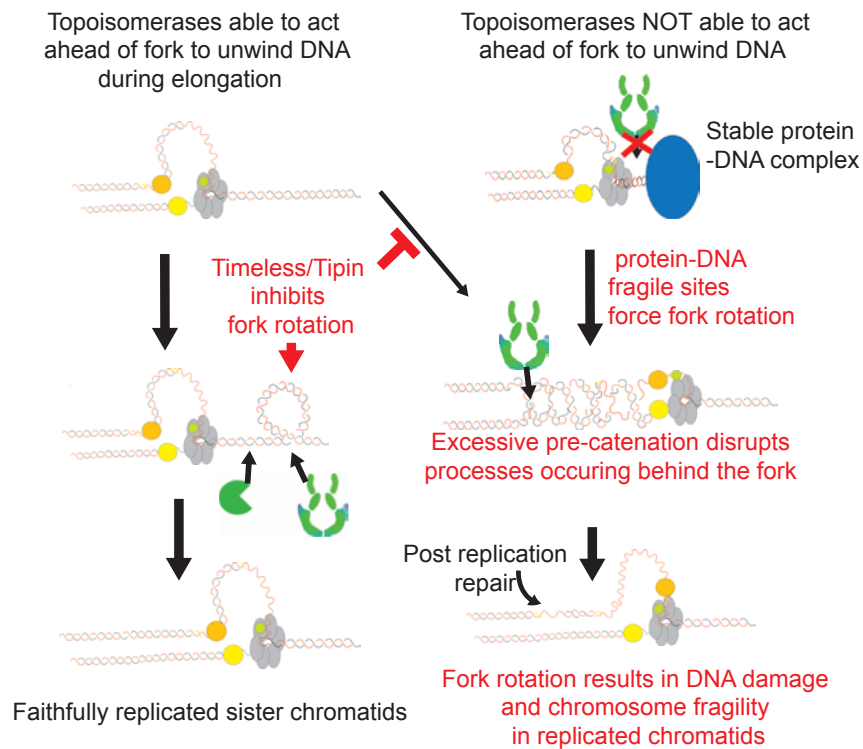 Topoisomerases able to act
ahead of fork to unwind DNA
during elongation
Topoisomerases NOT able to act
ahead of fork to unwind DNA
Stable protein
-DNA complex
Timeless/Tipin
inhibits
fork rotation
protein-DNA
fragile sites
force fork rotation
Excessive pre-catenation disrupts
processes occuring behind the fork
Post replication
repair
Faithfully replicated sister chromatids
Fork rotation results in DNA damage
and chromosome fragility
in replicated chromatids